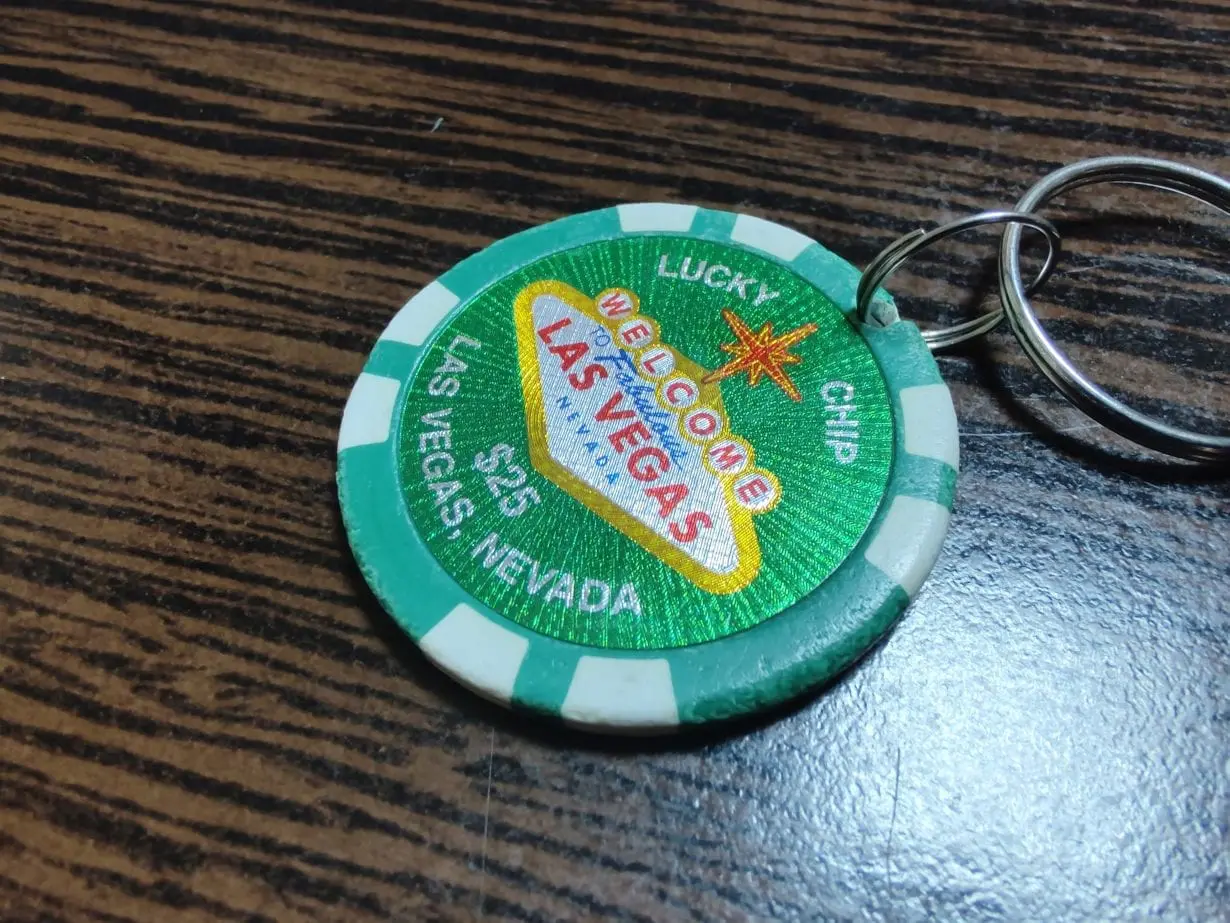 LUCKY CHIP
WELCOME
TO Fabulous
LAS VEGAS
NEVADA
$25
LAS VEGAS, NEVADA